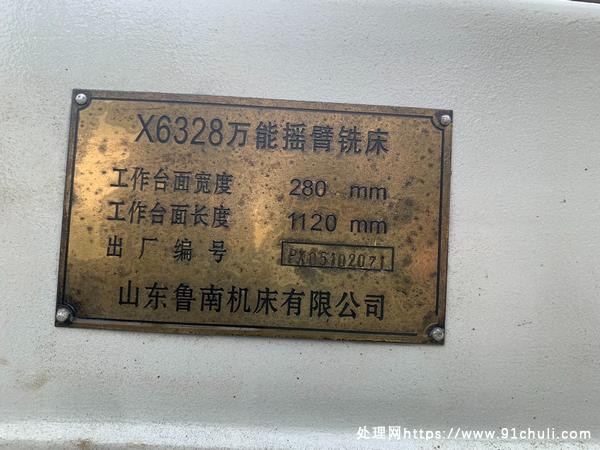 X6328万能摇臂铣床
工作台面宽度 280 mm
工作台面长度 1120 mm
出厂编号
山东鲁南机床有限公司
处理网https://www.91chuli.com/